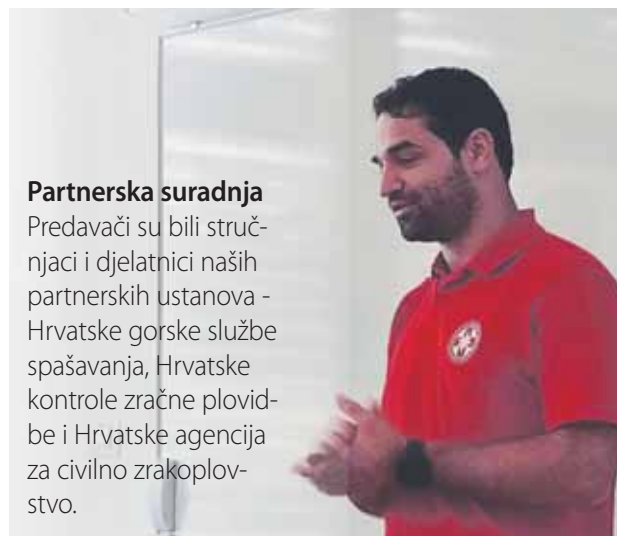 Partnerska suradnja
Predavači su bili struč-
njaci i djelatnici naših
partnerskih ustanova -
Hrvatske gorske službe
spašavanja, Hrvatske
kontrole zračne plovid-
be i Hrvatske agencija
za civilno zrakoplov-
stvo.